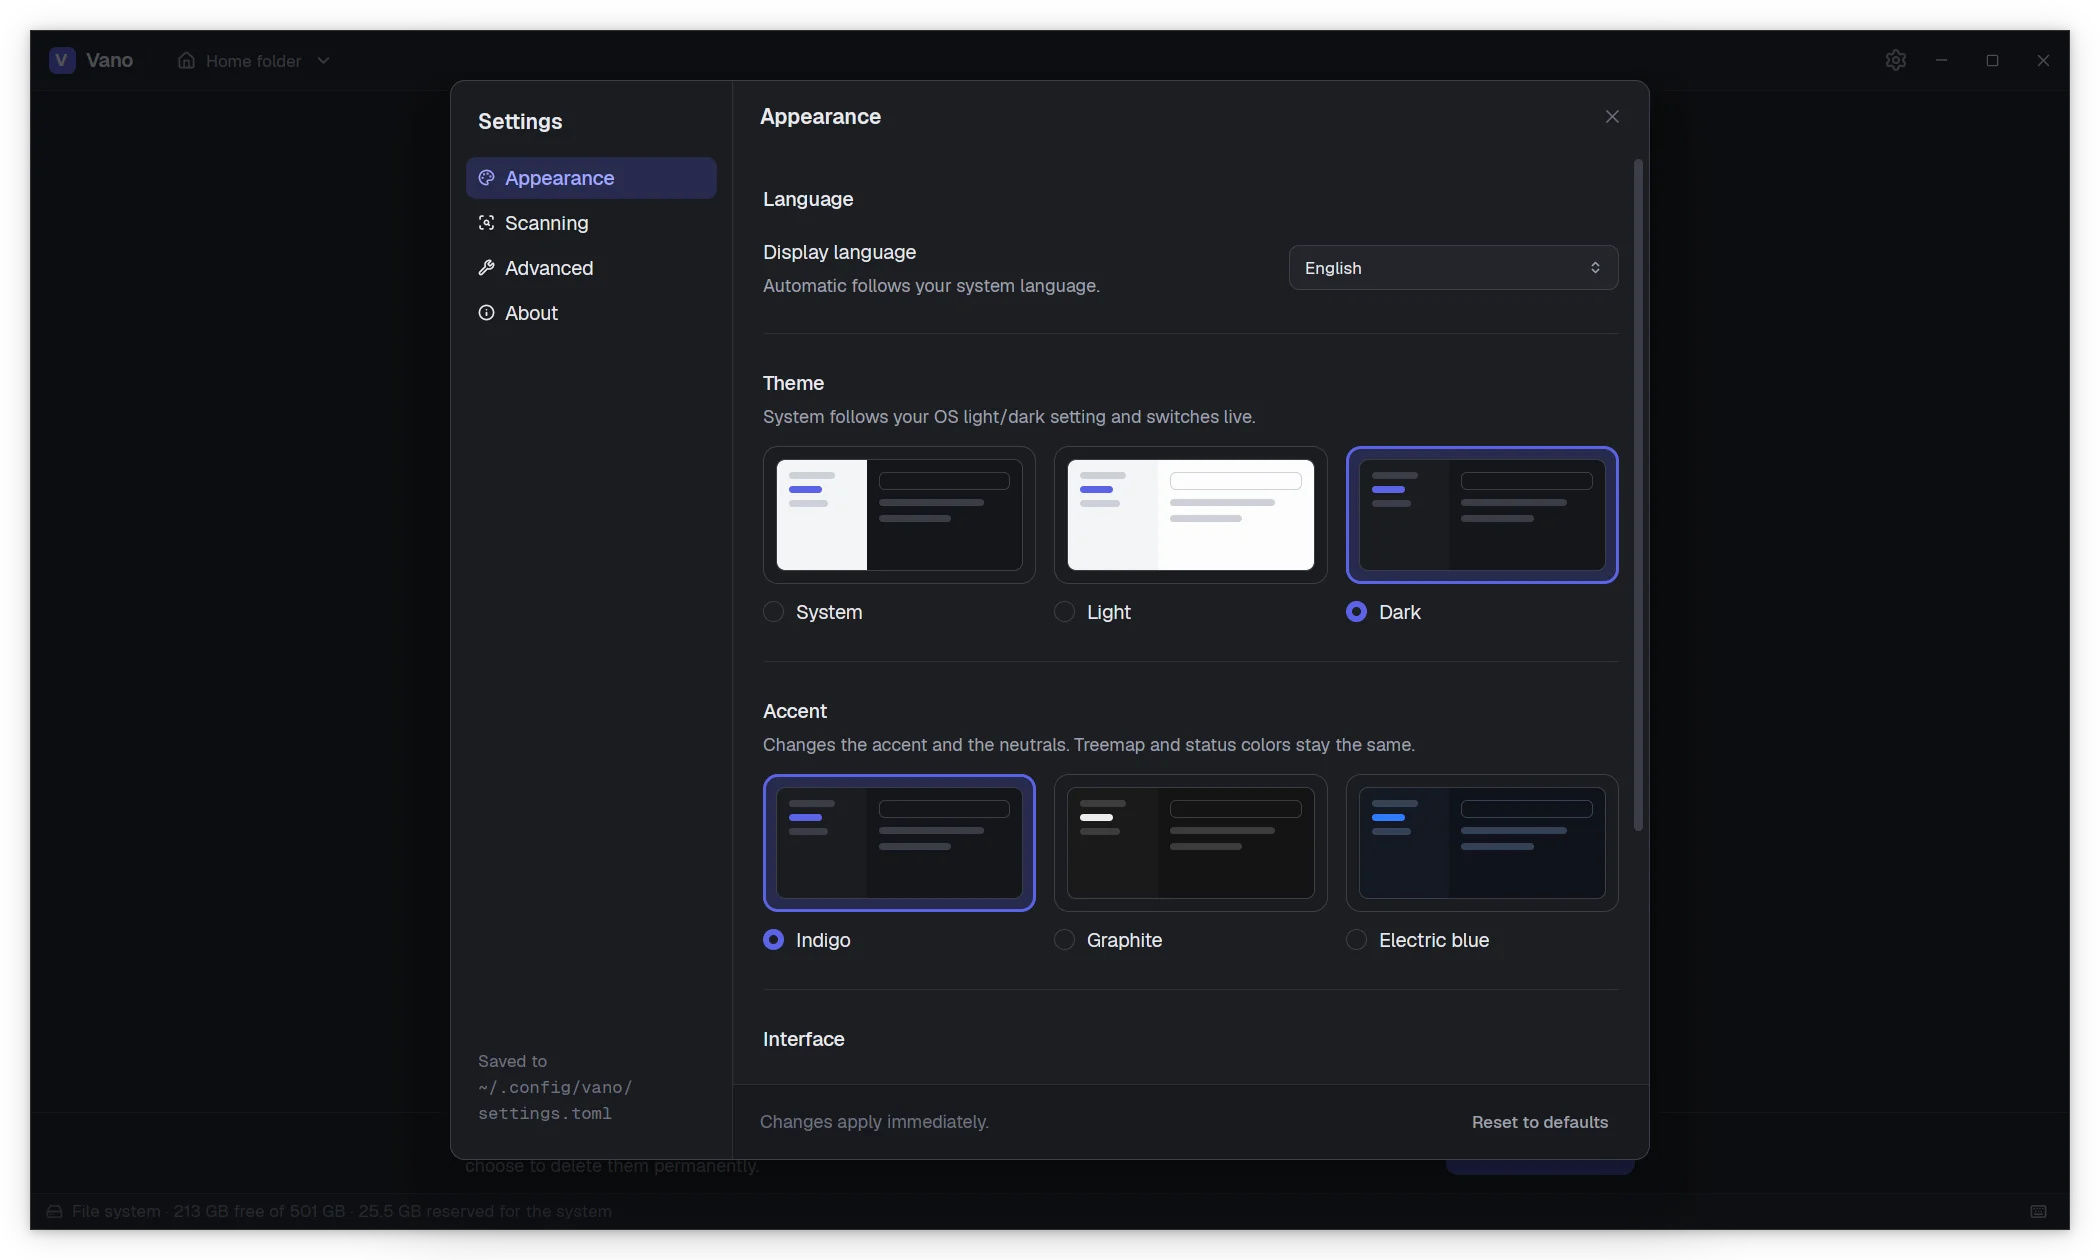 V Vano
Home folder
Settings
Appearance
Scanning
Advanced
About
Saved to
~/.config/vano/
settings.toml
Appearance
Language
Display language
Automatic follows your system language.
English
Theme
System follows your OS light/dark setting and switches live.
System
Light
Dark
Accent
Changes the accent and the neutrals. Treemap and status colors stay the same.
Indigo
Graphite
Electric blue
Interface
Changes apply immediately.
Reset to defaults
choose to delete them permanently.
File system · 213 GB free of 501 GB · 25,5 GB reserved for the system